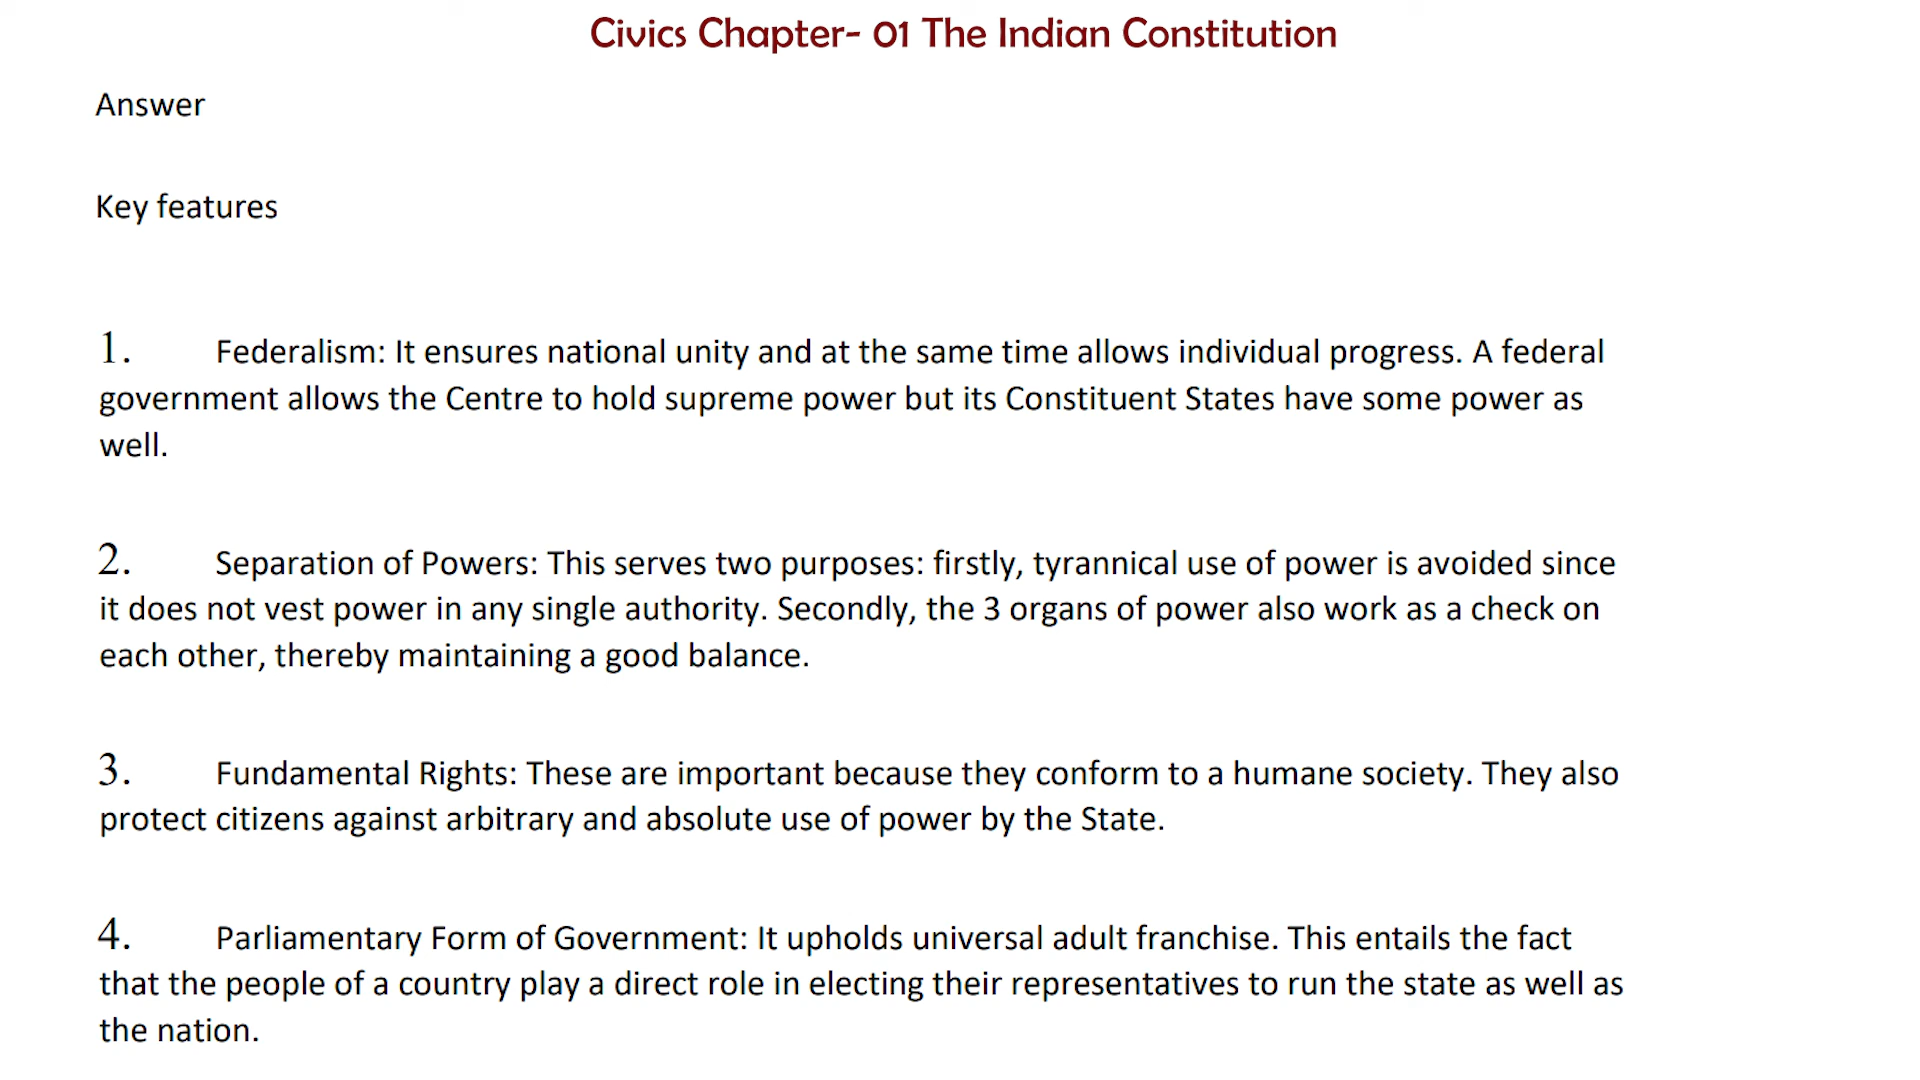 Civics Chapter- 01 The Indian Constitution
Answer
Key features
1. Federalism: It ensures national unity and at the same time allows individual progress. A federal
government allows the Centre to hold supreme power but its Constituent States have some power as
well.
2. Separation of Powers: This serves two purposes: firstly, tyrannical use of power is avoided since
it does not vest power in any single authority. Secondly, the 3 organs of power also work as a check on
each other, thereby maintaining a good balance.
3. Fundamental Rights: These are important because they conform to a humane society. They also
protect citizens against arbitrary and absolute use of power by the State.
4. Parliamentary Form of Government: It upholds universal adult franchise. This entails the fact
that the people of a country play a direct role in electing their representatives to run the state as well as
the nation.